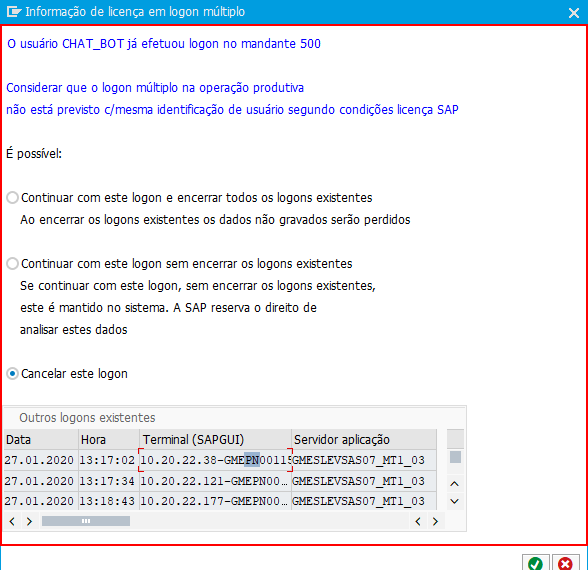 Informação de licença em logon múltiplo
O usuário CHAT_BOT já efetuou logon no mandante 500
Considerar que o logon múltiplo na operação produtiva
não está previsto c/mesma identificação de usuário segundo condições licença SAP
É possível:
Continuar com este logon e encerrar todos os logons existentes
Ao encerrar os logons existentes os dados não gravados serão perdidos
Continuar com este logon sem encerrar os logons existentes
Se continuar com este logon, sem encerrar os logons existentes,
este é mantido no sistema. A SAP reserva o direito de
analisar estes dados
Cancelar este logon
Outros logons existentes
Data Hora Terminal (SAPGUI) Servidor aplicação
27.01.2020 13:17:02 10.20.22.38-GMEPN00115 GMESLEVSAS07_MT1_03
27.01.2020 13:17:34 10.20.22.121-GMEPN00… GMESLEVSAS07_MT1_03
27.01.2020 13:18:43 10.20.22.177-GMEPN00… GMESLEVSAS07_MT1_03